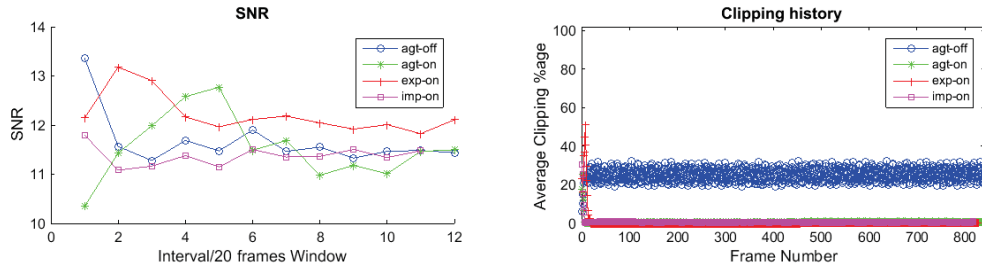 SNR
14
13
12
11
10
SNR
0
2
4
6
8
10
12
Interval/20 frames Window
agt-off
agt-on
exp-on
imp-on
Clipping history
100
80
60
40
20
0
Average Clipping %age
0
100
200
300
400
500
600
700
800
Frame Number
agt-off
agt-on
exp-on
imp-on